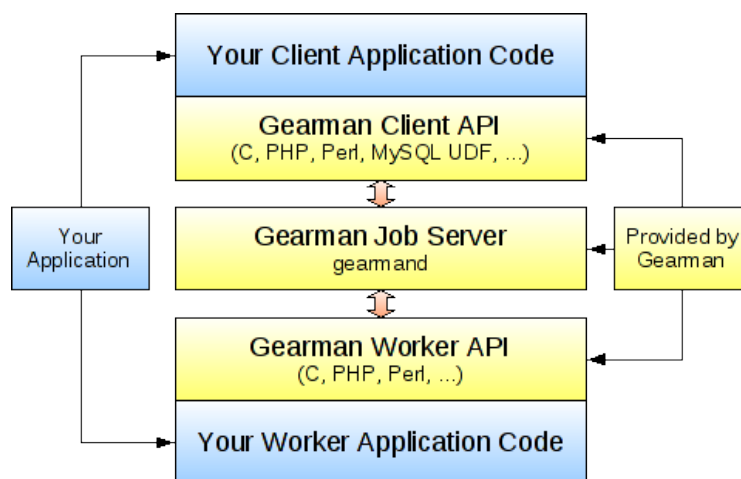 Your Client Application Code
Gearman Client API
(C, PHP, Perl, MySQL UDF, ...)
Your
Application
Gearman Job Server
gearmand
Provided by
Gearman
Gearman Worker API
(C, PHP, Perl, ...)
Your Worker Application Code